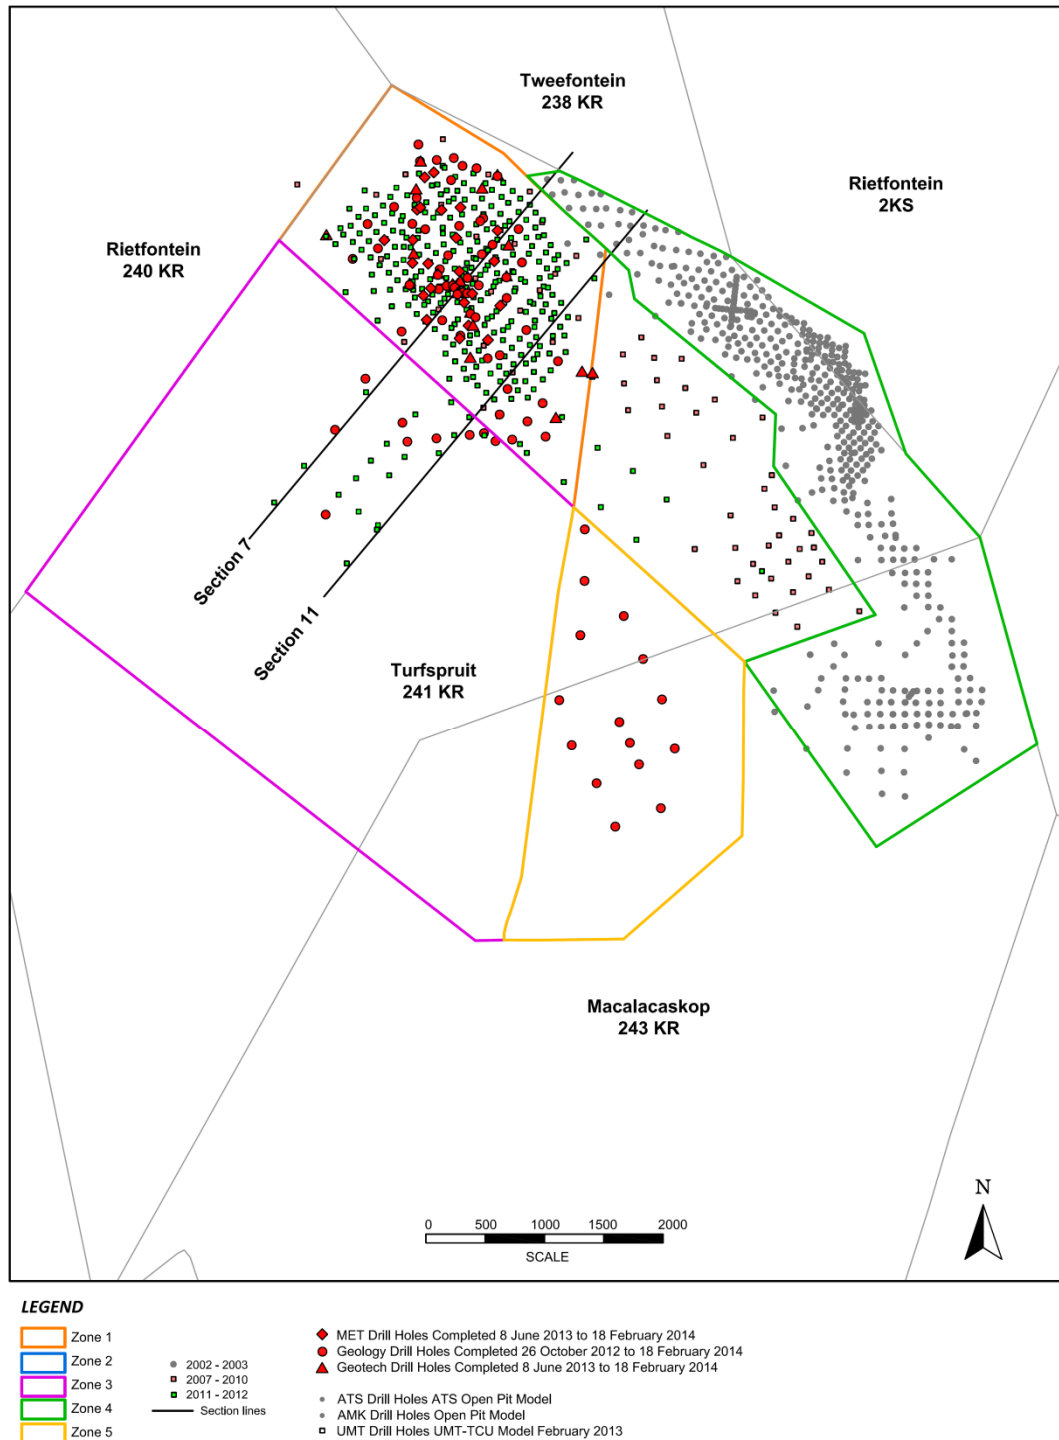 Tweefontein
238 KR
Rietfontein
2KS
Rietfontein
240 KR
Section 7
Section 11
Turfspruit
241 KR
Macalacaskop
243 KR
N
0 500 1000 1500 2000
SCALE
LEGEND
Zone 1
Zone 2
Zone 3
Zone 4
Zone 5
2002 - 2003
2007 - 2010
2011 - 2012
Section lines
MET Drill Holes Completed 8 June 2013 to 18 February 2014
Geology Drill Holes Completed 26 October 2012 to 18 February 2014
Geotech Drill Holes Completed 8 June 2013 to 18 February 2014
ATS Drill Holes ATS Open Pit Model
AMK Drill Holes Open Pit Model
UMT Drill Holes UMT-TCU Model February 2013